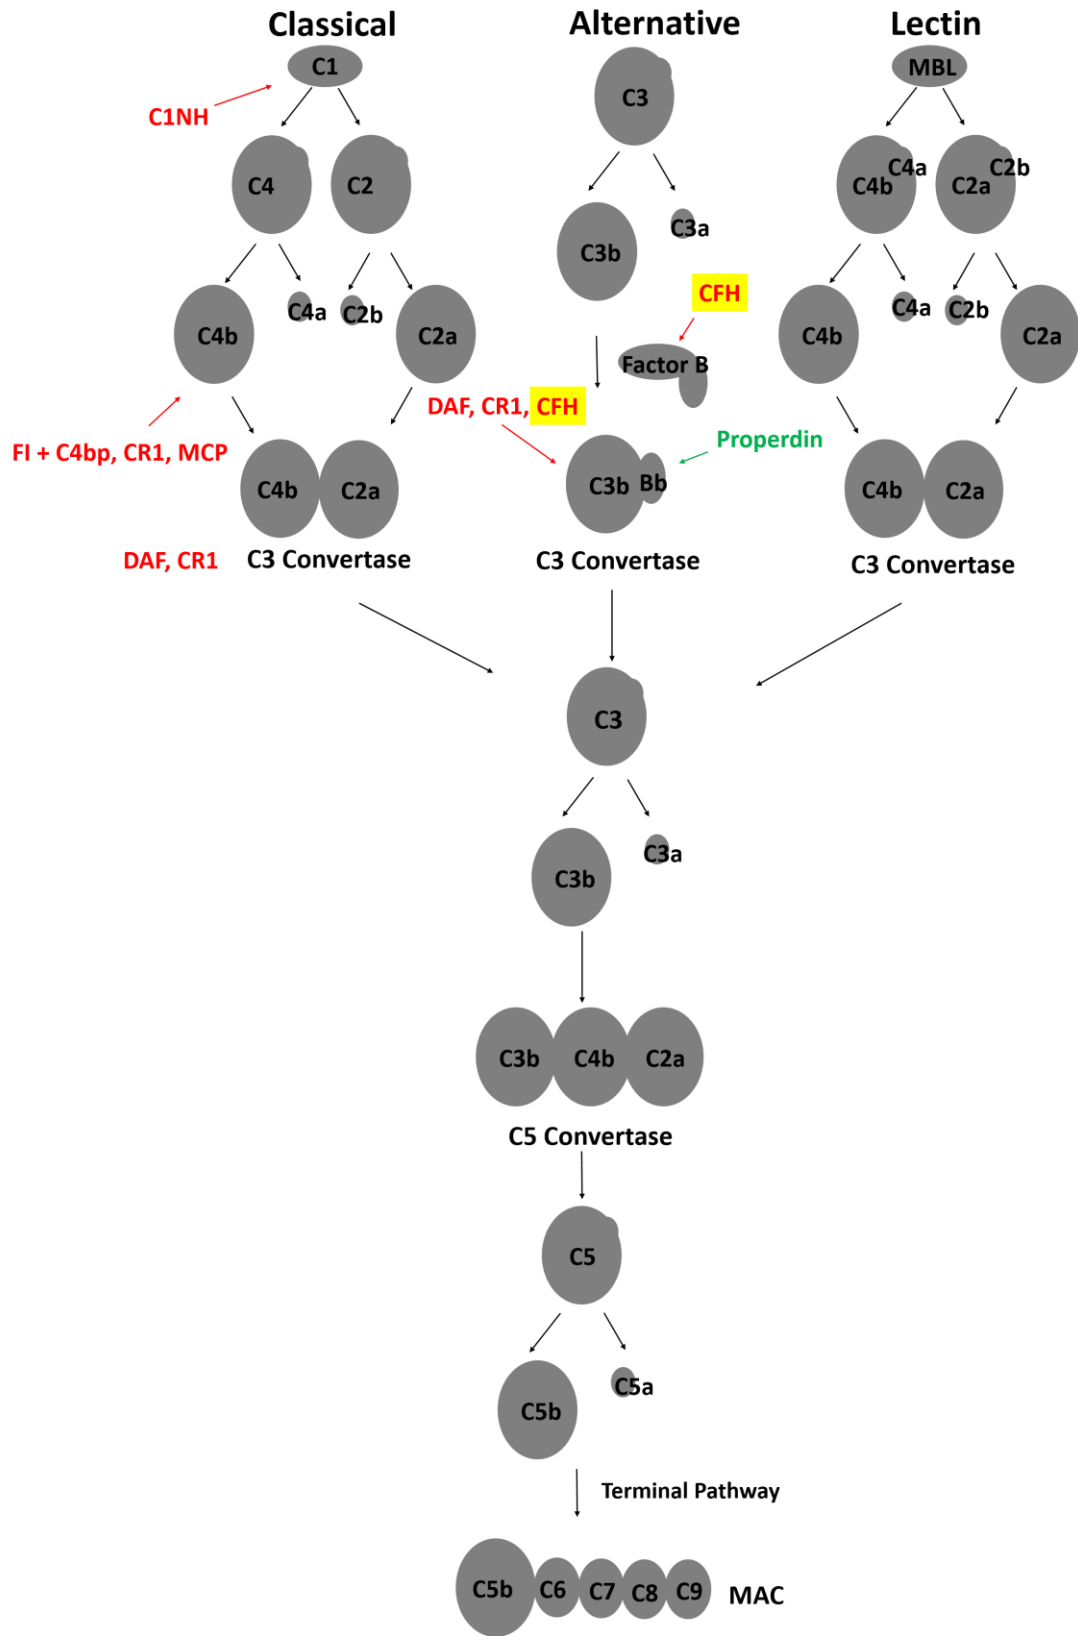 Classical
Alternative
Lectin
C1
C3
MBL
C1NH
C4
C2
C4b
C4a
C2a
C2b
C3b
C3a
CFH
C4b
C4a
C2b
C2a
Factor B
C4b
C4a
C2b
C2a
DAF, CR1, CFH
Properdin
FI + C4bp, CR1, MCP
C4b
C2a
C3b
Bb
C4b
C2a
DAF, CR1
C3 Convertase
C3 Convertase
C3 Convertase
C3
C3b
C3a
C3b
C4b
C2a
C5 Convertase
C5
C5b
C5a
Terminal Pathway
C5b
C6
C7
C8
C9
MAC